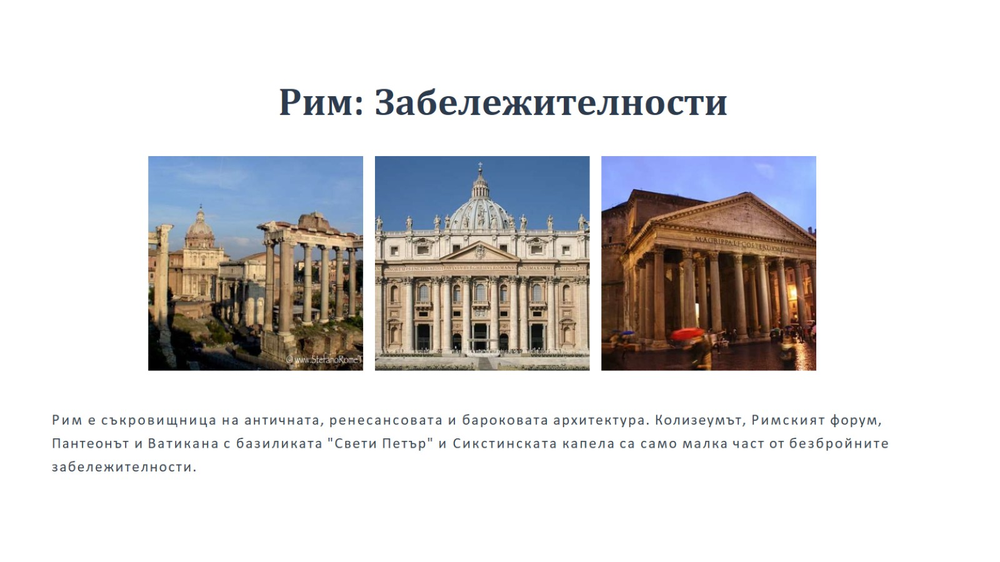 Рим: Забележителности
@ www.StefanoRomeT
M·AGRIPPA·L·F·COS·TERTIVM·FECIT
Рим е съкровищница на античната, ренесансовата и бароковата архитектура. Колизеумът, Римският форум,
Пантеонът и Ватикана с базиликата "Свети Петър" и Сикстинската капела са само малка част от безбройните
забележителности.